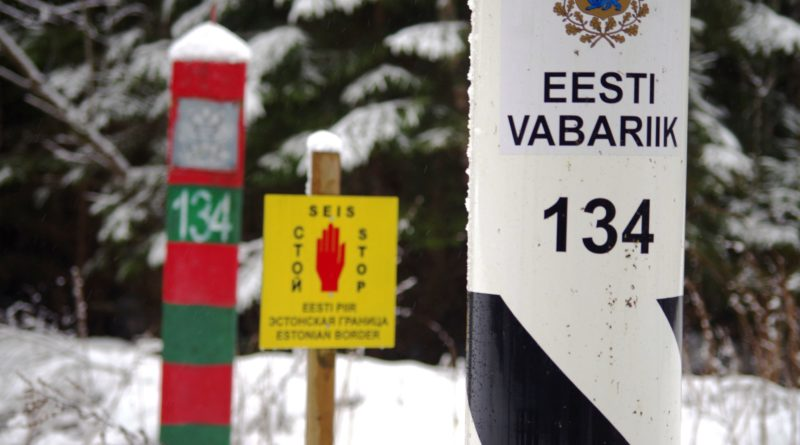 134
SEIS
СТОЙ
STOP
EESTI PIIR
ЭСТОНСКАЯ ГРАНИЦА
ESTONIAN BORDER
EESTI
VABARIIK
134